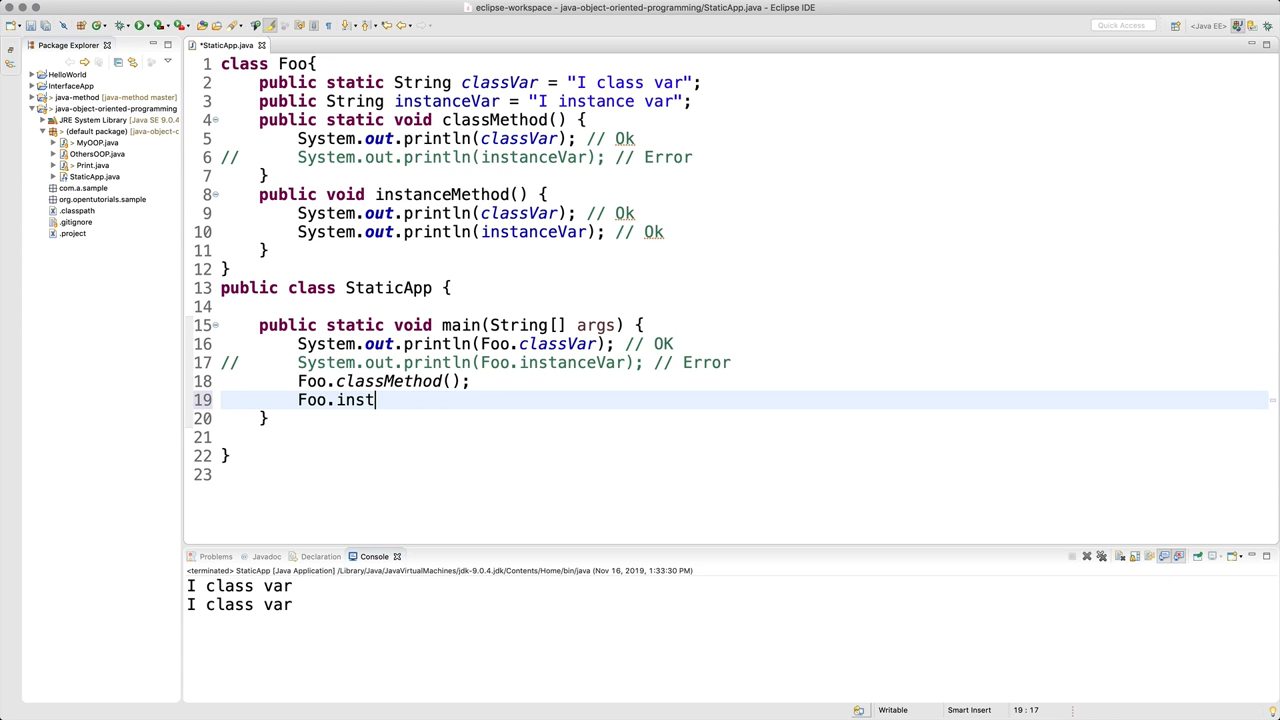 eclipse-workspace - java-object-oriented-programming/StaticApp.java - Eclipse IDE
Quick Access
<Java EE>
Package Explorer
*StaticApp.java
HelloWorld
InterfaceApp
> java-method [java-method master]
> java-object-oriented-programming
JRE System Library [JavaSE 9.0.4
> (default package) [java-object-c
> MyOOP.java
OthersOOP.java
> Print.java
StaticApp.java
com.a.sample
org.opentutorials.sample
.classpath
.gitignore
.project
1 class Foo{
2 public static String classVar = "I class var";
3 public String instanceVar = "I instance var";
4 public static void classMethod() {
5 System.out.println(classVar); // Ok
6 // System.out.println(instanceVar); // Error
7 }
8 public void instanceMethod() {
9 System.out.println(classVar); // Ok
10 System.out.println(instanceVar); // Ok
11 }
12 }
13 public class StaticApp {
14
15 public static void main(String[] args) {
16 System.out.println(Foo.classVar); // OK
17 // System.out.println(Foo.instanceVar); // Error
18 Foo.classMethod();
19 Foo.inst
20 }
21
22 }
23
Problems Javadoc Declaration Console
<terminated> StaticApp [Java Application] /Library/Java/JavaVirtualMachines/jdk-9.0.4.jdk/Contents/Home/bin/java (Nov 16, 2019, 1:33:30 PM)
I class var
I class var
Writable Smart Insert 19 : 17